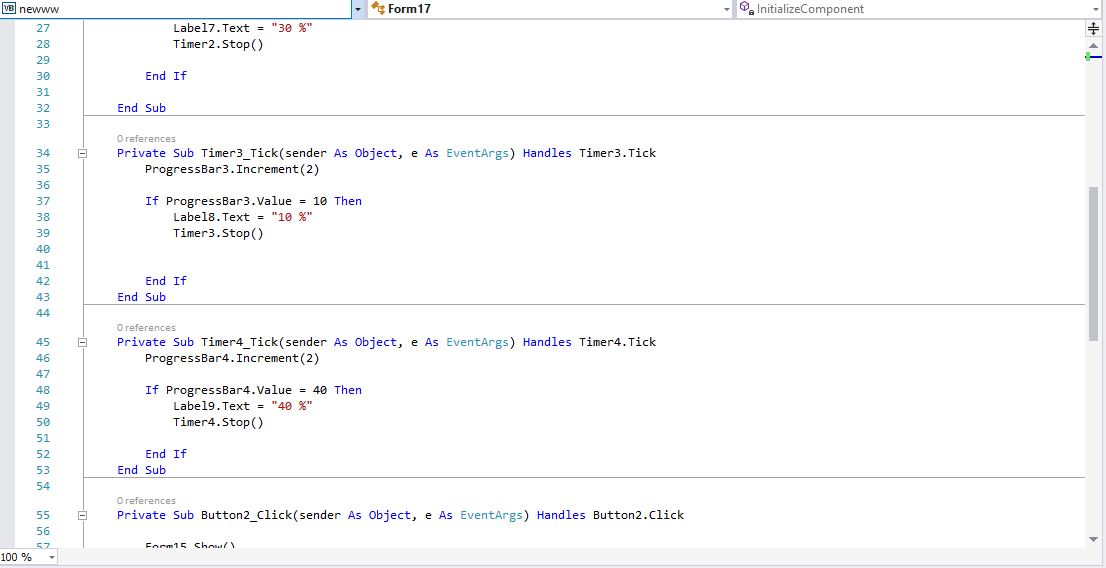 VB newww Form17 InitializeComponent
27 Label7.Text = "30 %"
28 Timer2.Stop()
29
30 End If
31
32 End Sub
33
0 references
34 Private Sub Timer3_Tick(sender As Object, e As EventArgs) Handles Timer3.Tick
35 ProgressBar3.Increment(2)
36
37 If ProgressBar3.Value = 10 Then
38 Label8.Text = "10 %"
39 Timer3.Stop()
40
41
42 End If
43 End Sub
44
0 references
45 Private Sub Timer4_Tick(sender As Object, e As EventArgs) Handles Timer4.Tick
46 ProgressBar4.Increment(2)
47
48 If ProgressBar4.Value = 40 Then
49 Label9.Text = "40 %"
50 Timer4.Stop()
51
52 End If
53 End Sub
54
0 references
55 Private Sub Button2_Click(sender As Object, e As EventArgs) Handles Button2.Click
56
57 Form15.Show()
100 %